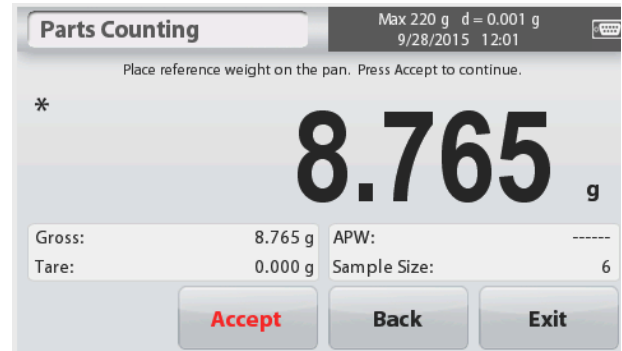 Parts Counting
Max 220 g d = 0.001 g
9/28/2015 12:01
Place reference weight on the pan. Press Accept to continue.
*
8.765 g
Gross: 8.765 g APW: ------
Tare: 0.000 g Sample Size: 6
Accept Back Exit